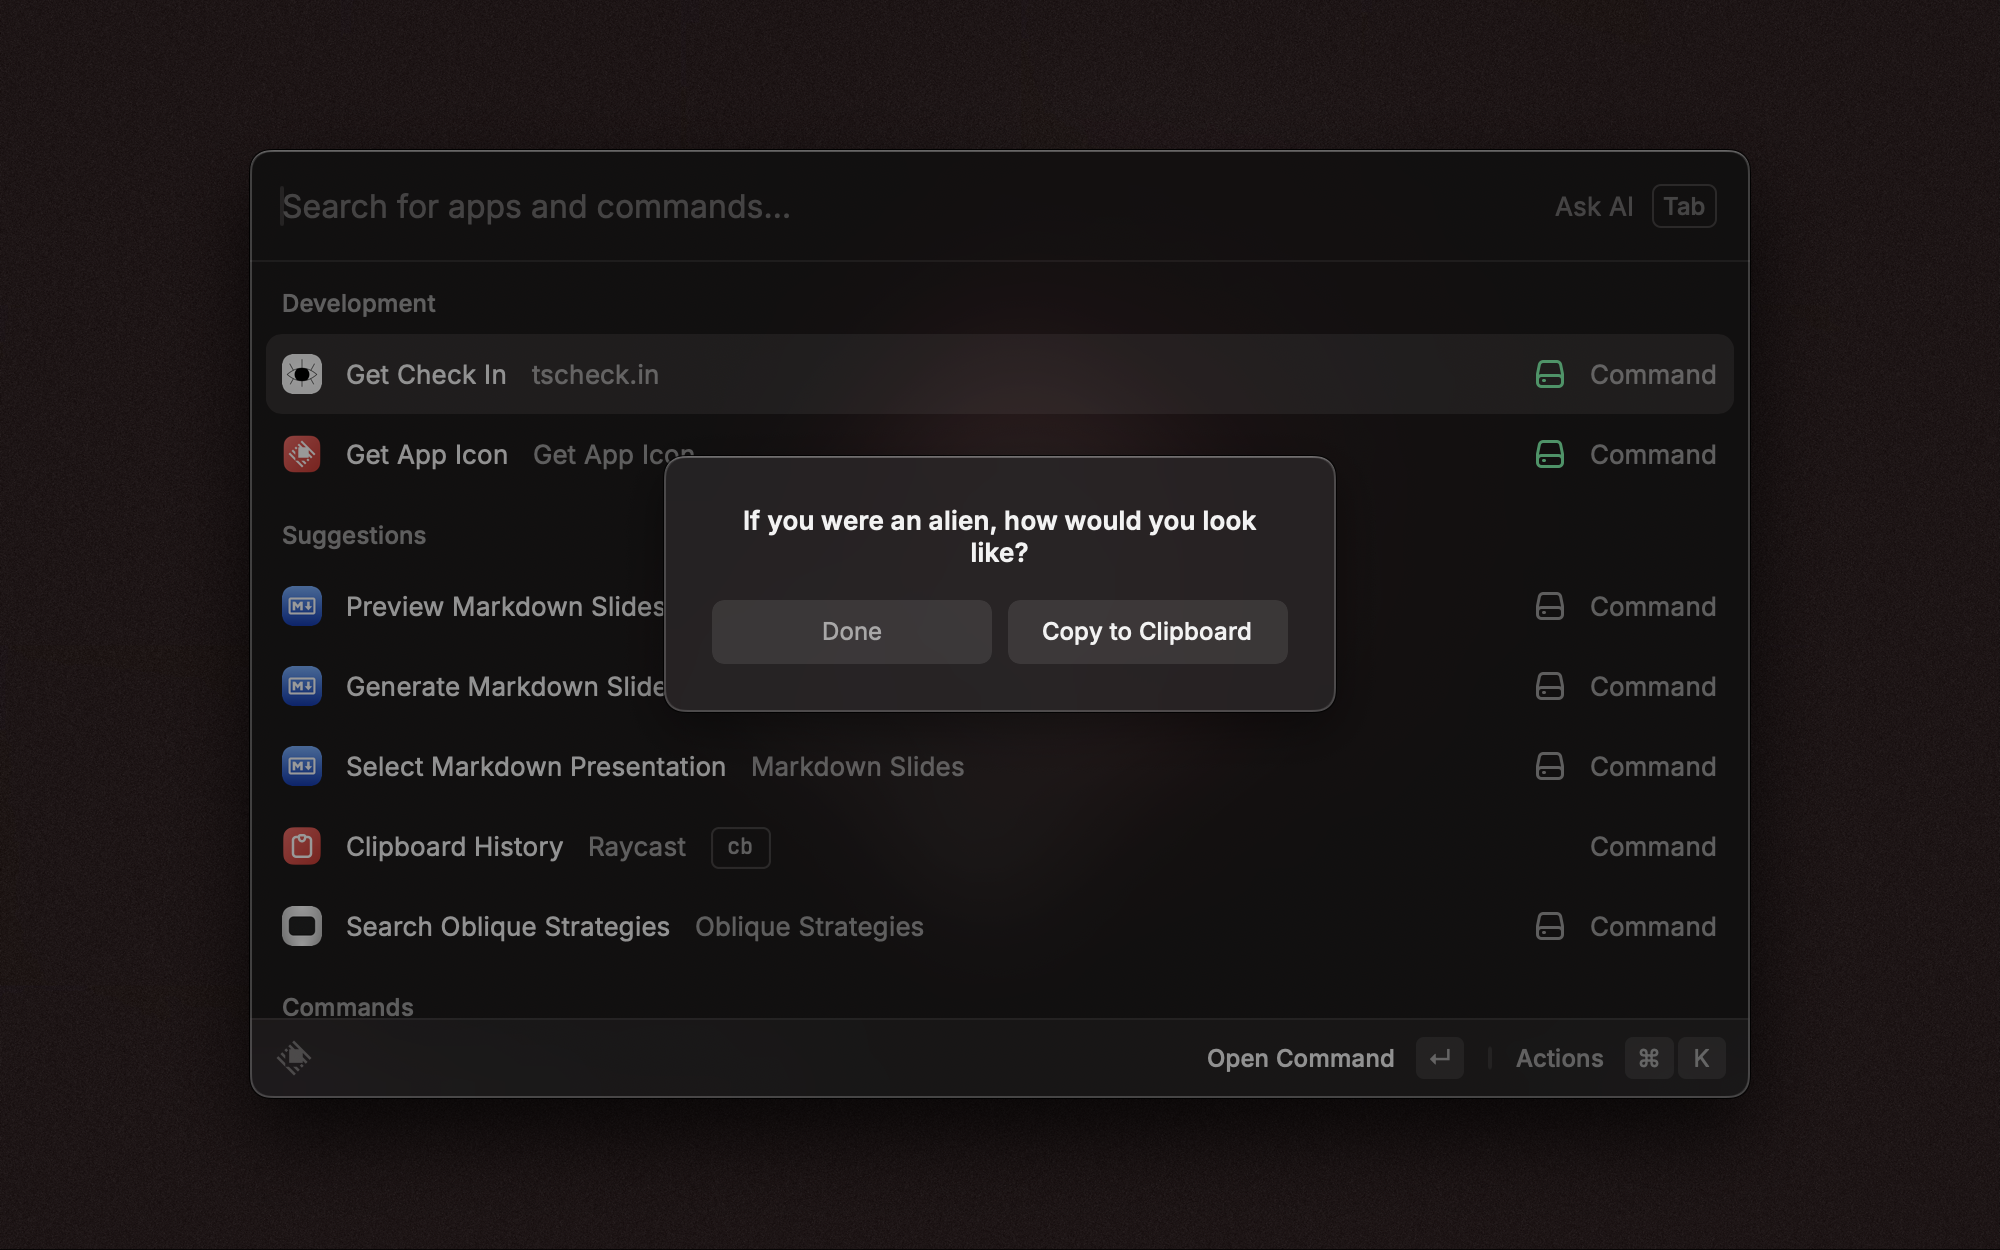 Search for apps and commands...
Ask AI Tab
Development
Get Check In tscheck.in Command
Get App Icon Get App Icon Command
If you were an alien, how would you look
like?
Done Copy to Clipboard
Suggestions
Preview Markdown Slides Command
Generate Markdown Slide Command
Select Markdown Presentation Markdown Slides Command
Clipboard History Raycast cb Command
Search Oblique Strategies Oblique Strategies Command
Commands
Open Command ↵ Actions ⌘ K